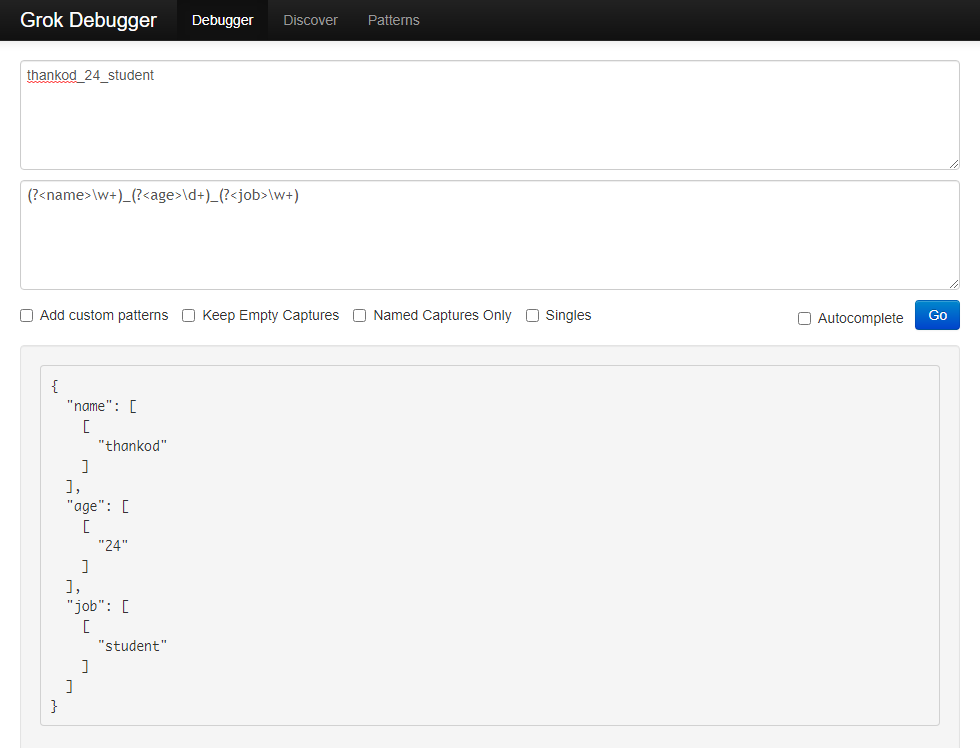 Grok Debugger Debugger Discover Patterns
thankod_24_student
(?<name>\w+)_(?<age>\d+)_(?<job>\w+)
Add custom patterns Keep Empty Captures Named Captures Only Singles Autocomplete Go
{
  "name": [
    [
      "thankod"
    ]
  ],
  "age": [
    [
      "24"
    ]
  ],
  "job": [
    [
      "student"
    ]
  ]
}